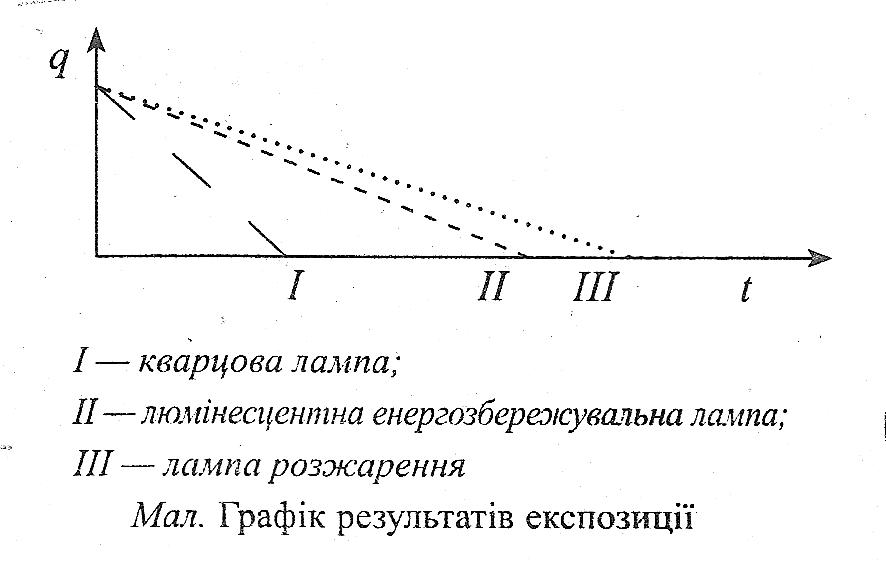 q
I II III t
I — кварцова лампа;
II — люмінесцентна енергозбережувальна лампа;
III — лампа розжарення
Мал. Графік результатів експозиції